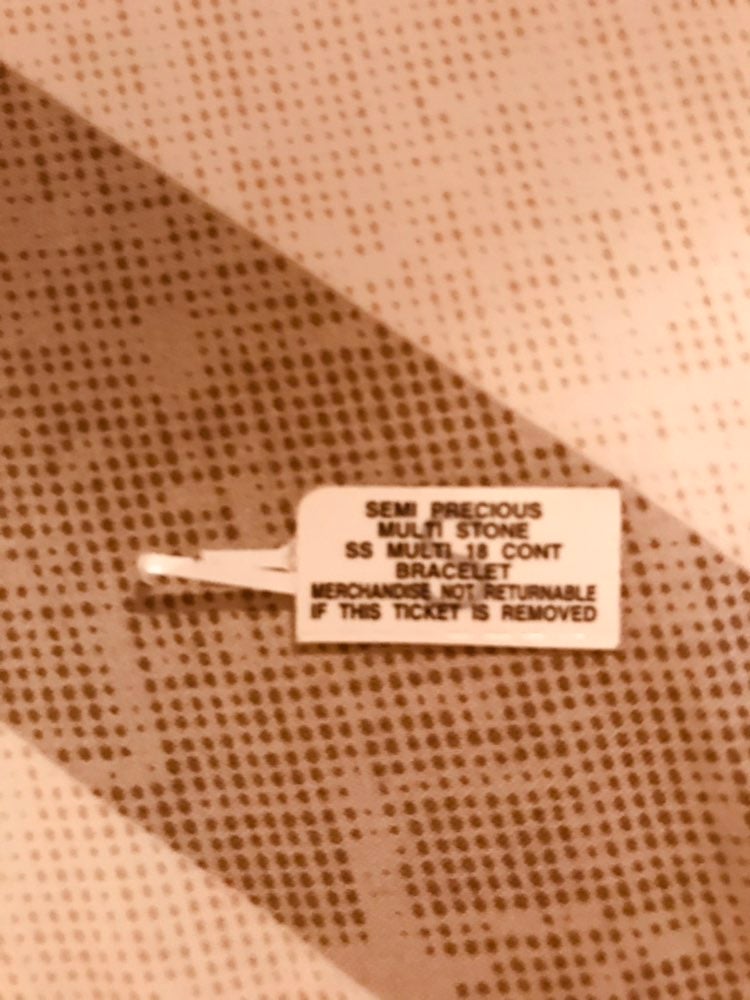 SEMI PRECIOUS
MULTI STONE
SS MULTI 18 CONT
BRACELET
MERCHANDISE NOT RETURNABLE
IF THIS TICKET IS REMOVED